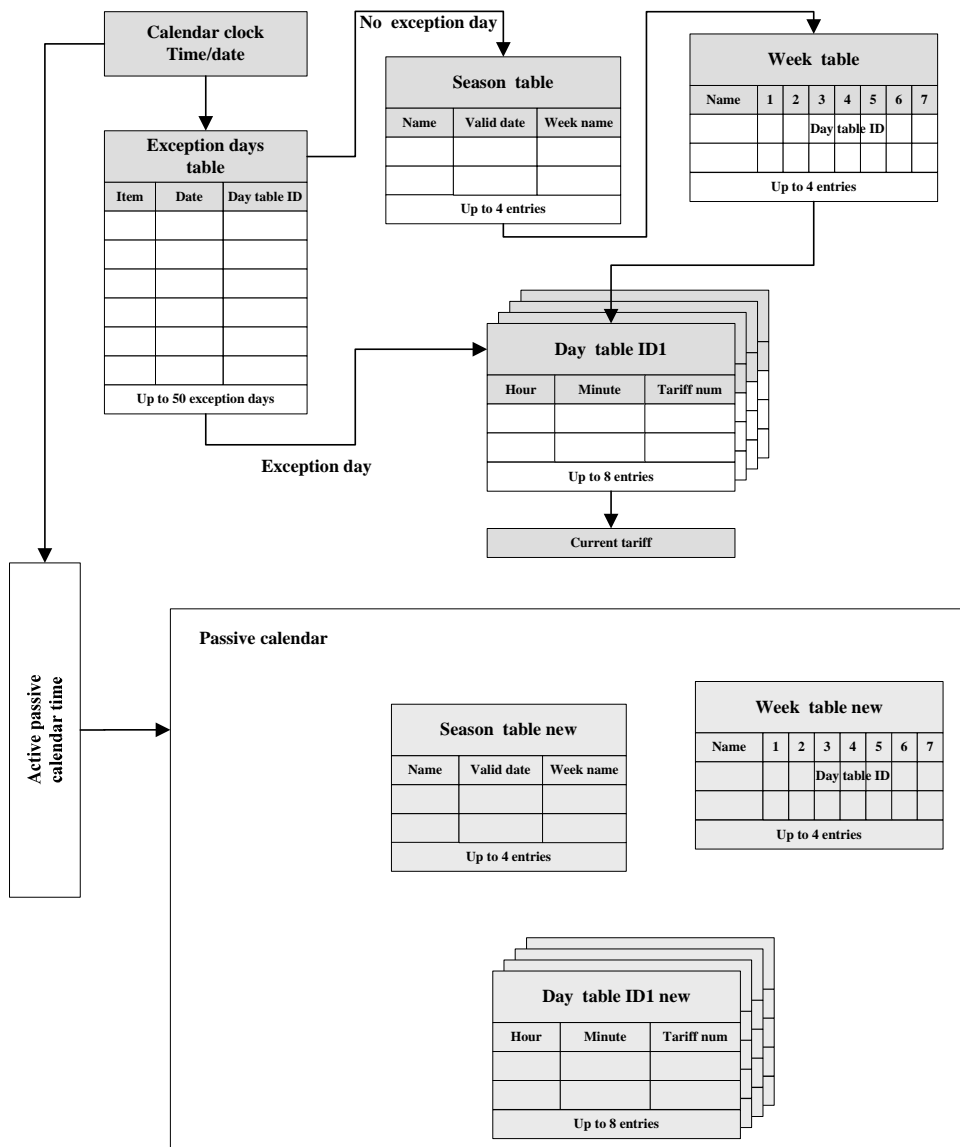 Calendar clock
Time/date
No exception day
Season table
Name Valid date Week name
Up to 4 entries
Week table
Name 1 2 3 4 5 6 7
Day table ID
Up to 4 entries
Exception days
table
Item Date Day table ID
Up to 50 exception days
Exception day
Day table ID1
Hour Minute Tariff num
Up to 8 entries
Current tariff
Active passive
calendar time
Passive calendar
Season table new
Name Valid date Week name
Up to 4 entries
Week table new
Name 1 2 3 4 5 6 7
Day table ID
Up to 4 entries
Day table ID1 new
Hour Minute Tariff num
Up to 8 entries